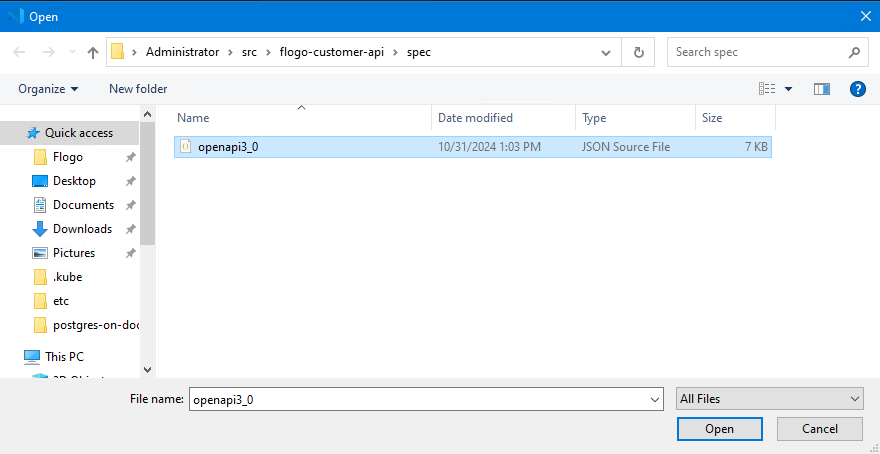 Open
Administrator > src > flogo-customer-api > spec
Search spec
Organize
New folder
Name
Date modified
Type
Size
openapi3_0
10/31/2024 1:03 PM
JSON Source File
7 KB
Quick access
Flogo
Desktop
Documents
Downloads
Pictures
.kube
etc
postgres-on-doc
This PC
3D Object
File name:
openapi3_0
All Files
Open
Cancel